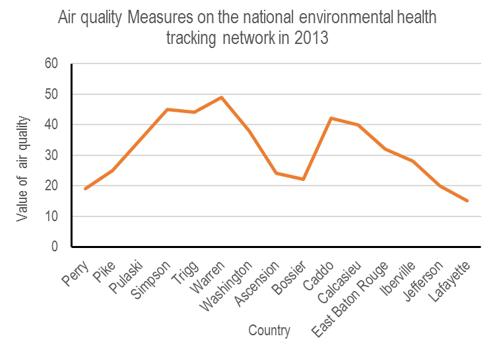 Air quality Measures on the national environmental health
tracking network in 2013
Value of air quality
60
50
40
30
20
10
0
Perry
Pike
Pulaski
Simpson
Trigg
Warren
Washington
Ascension
Bossier
Caddo
Calcasieu
East Baton Rouge
Iberville
Jefferson
Lafayette
Country